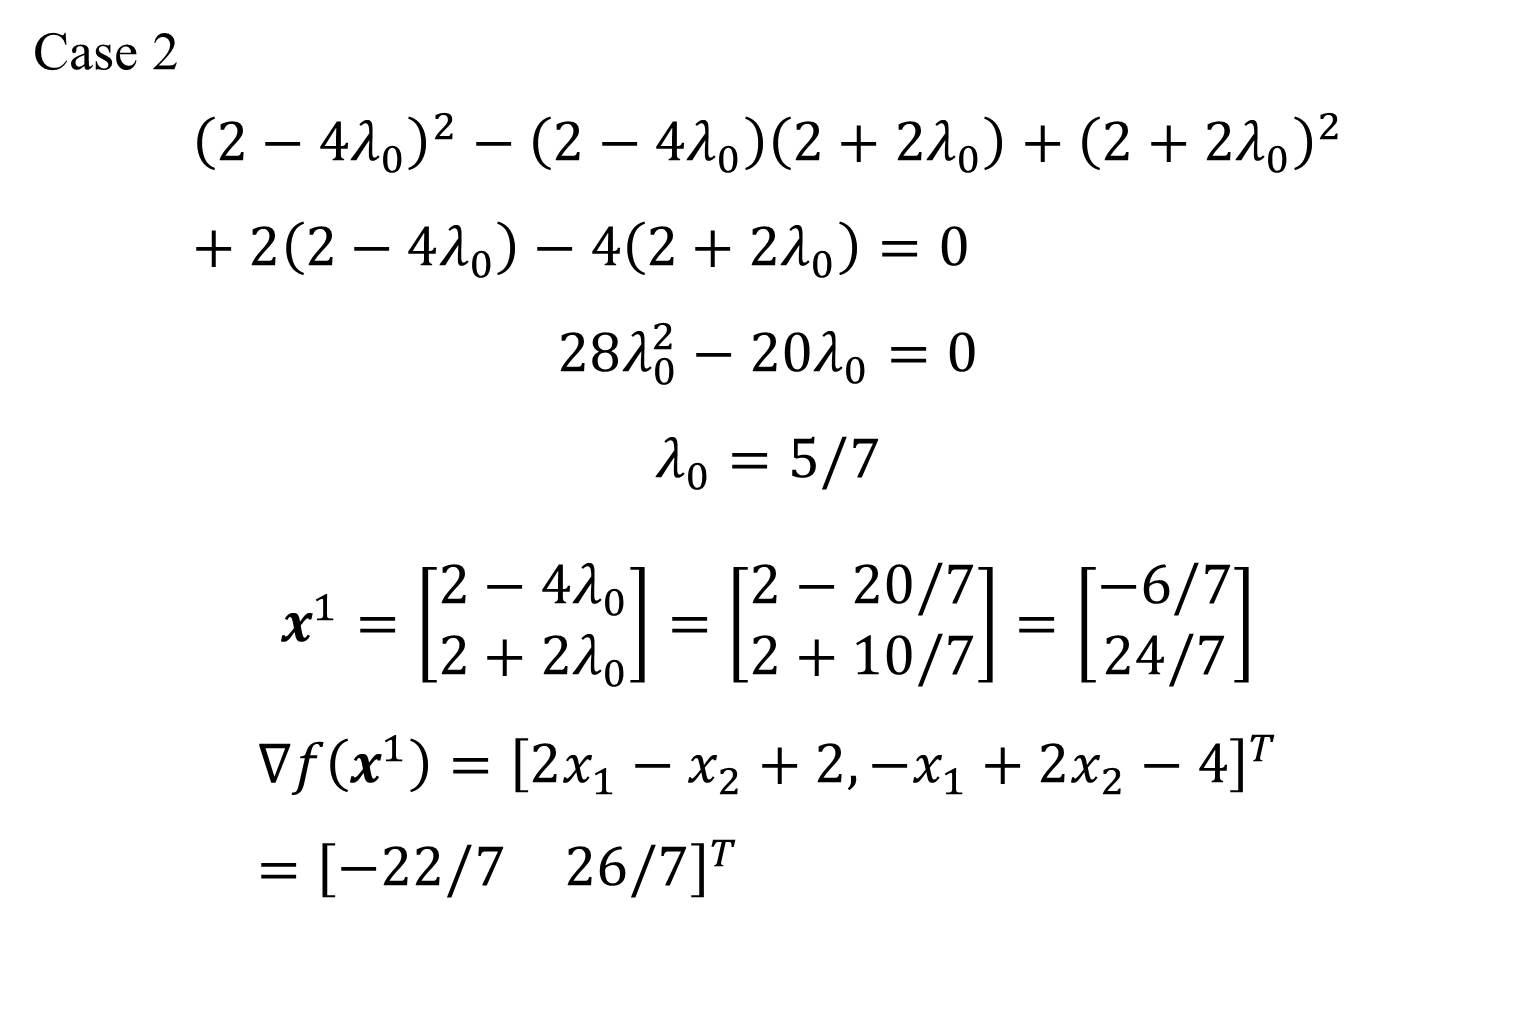 Case 2
(2 − 4λ₀)² − (2 − 4λ₀)(2 + 2λ₀) + (2 + 2λ₀)²
+ 2(2 − 4λ₀) − 4(2 + 2λ₀) = 0
28λ₀² − 20λ₀ = 0
λ₀ = 5/7
x¹ = [2 − 4λ₀; 2 + 2λ₀] = [2 − 20/7; 2 + 10/7] = [−6/7; 24/7]
∇f(x¹) = [2x₁ − x₂ + 2, −x₁ + 2x₂ − 4]ᵀ
= [−22/7 26/7]ᵀ